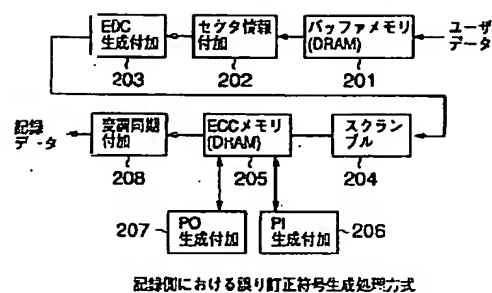 EDC
生成付加
203
セクタ情報
付加
202
バッファメモリ
(DRAM)
201
ユーザ
データ
記録
データ
変調同期
付加
208
ECCメモリ
(DRAM)
205
スクラン
ブル
204
207
PO
生成付加
PI
生成付加
206
記録側における誤り訂正符号生成処理方式